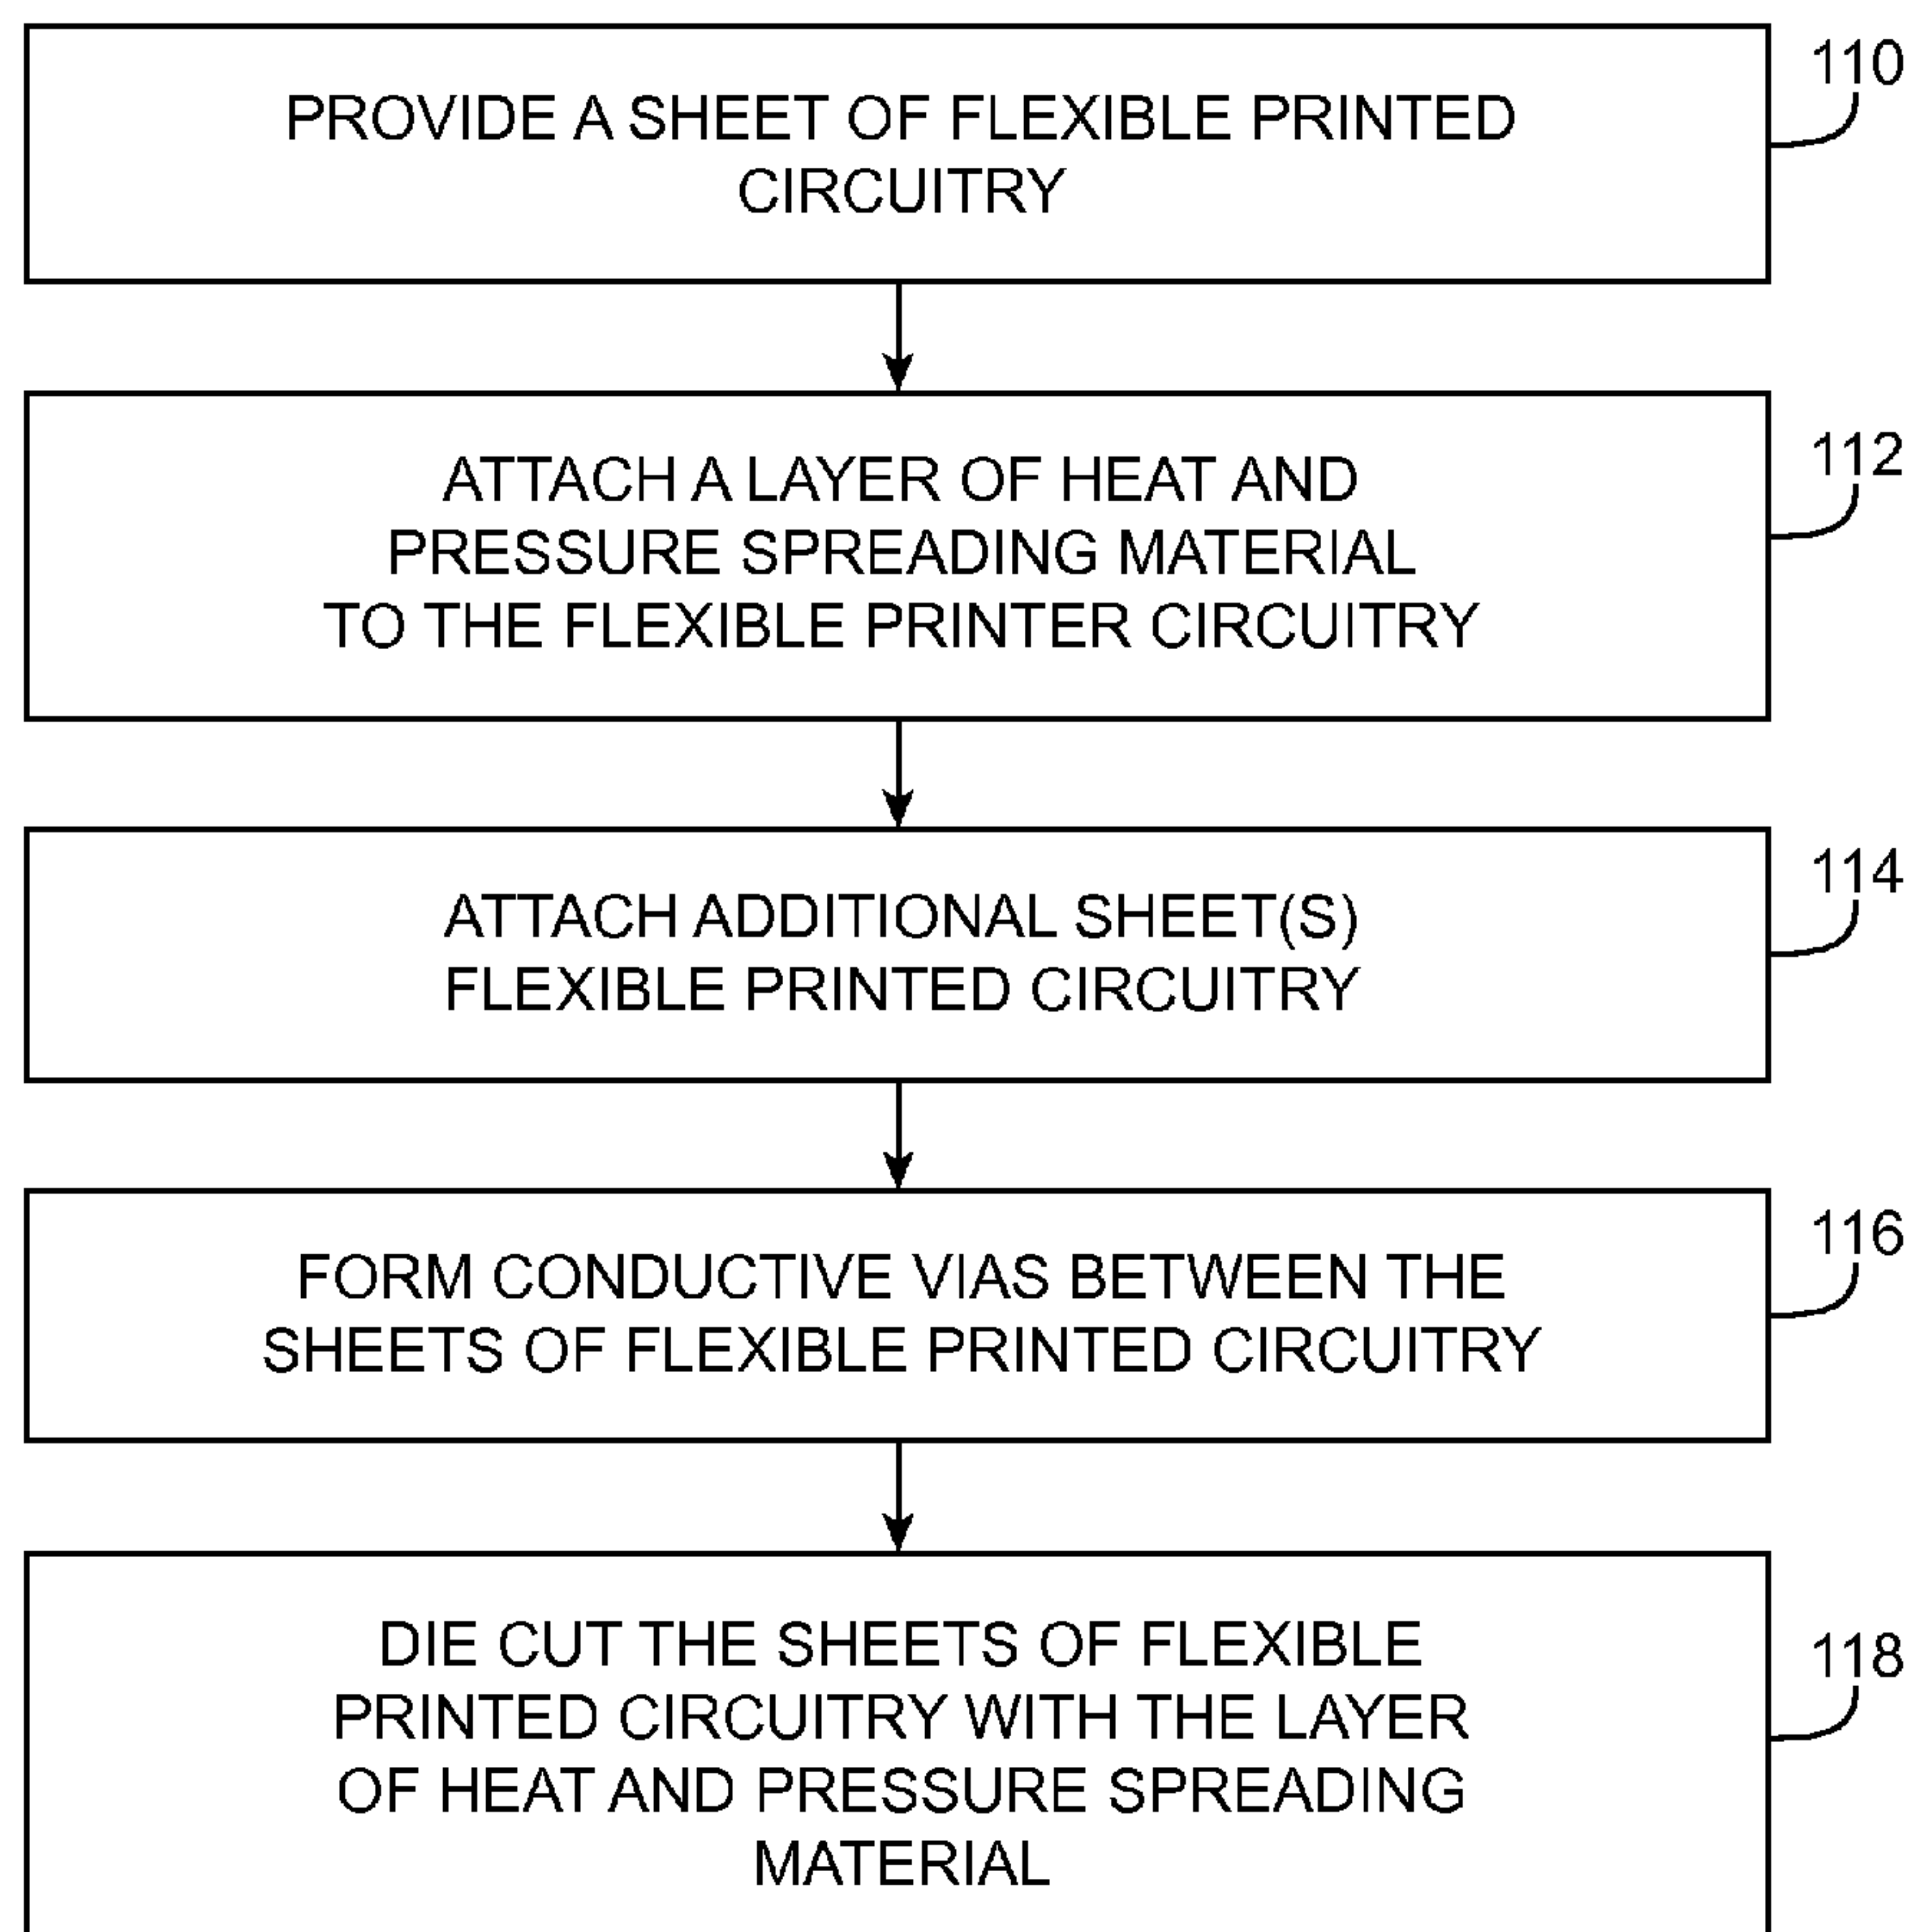 PROVIDE A SHEET OF FLEXIBLE PRINTED
CIRCUITRY
110
ATTACH A LAYER OF HEAT AND
PRESSURE SPREADING MATERIAL
TO THE FLEXIBLE PRINTER CIRCUITRY
112
ATTACH ADDITIONAL SHEET(S)
FLEXIBLE PRINTED CIRCUITRY
114
FORM CONDUCTIVE VIAS BETWEEN THE
SHEETS OF FLEXIBLE PRINTED CIRCUITRY
116
DIE CUT THE SHEETS OF FLEXIBLE
PRINTED CIRCUITRY WITH THE LAYER
OF HEAT AND PRESSURE SPREADING
MATERIAL
118